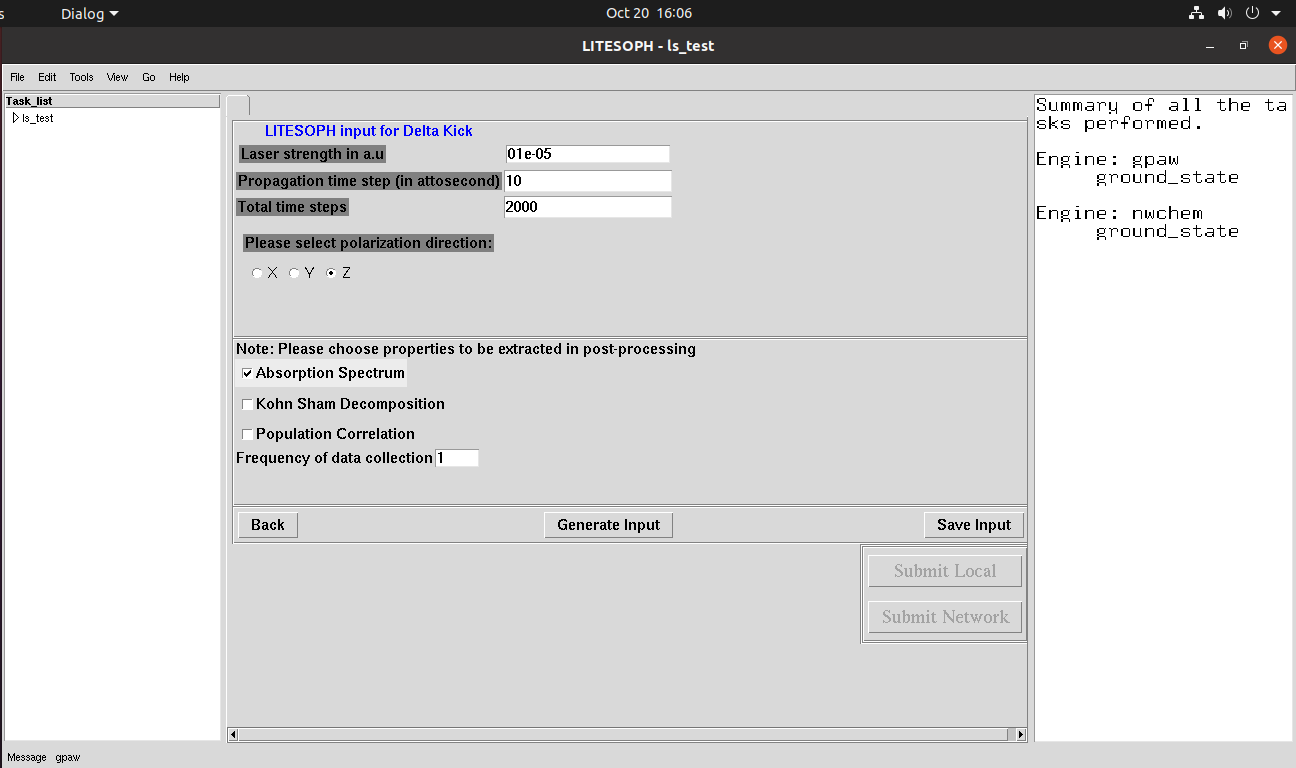 s Dialog Oct 20 16:06
LITESOPH - ls_test
File Edit Tools View Go Help
Task_list
ls_test
LITESOPH input for Delta Kick
Laser strength in a.u 01e-05
Propagation time step (in attosecond) 10
Total time steps 2000
Please select polarization direction:
X Y Z
Note: Please choose properties to be extracted in post-processing
Absorption Spectrum
Kohn Sham Decomposition
Population Correlation
Frequency of data collection 1
Back Generate Input Save Input
Submit Local
Submit Network
Summary of all the ta
sks performed.
Engine: gpaw
ground_state
Engine: nwchem
ground_state
Message gpaw